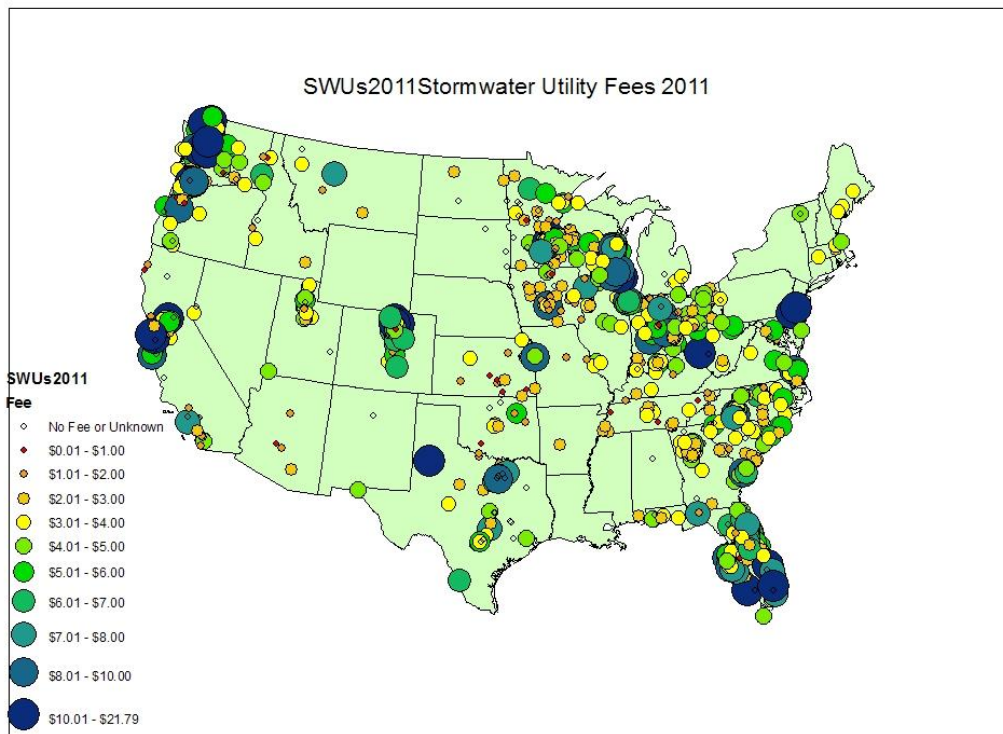 SWUs2011Stormwater Utility Fees 2011
SWUs2011
Fee
No Fee or Unknown
$0.01 - $1.00
$1.01 - $2.00
$2.01 - $3.00
$3.01 - $4.00
$4.01 - $5.00
$5.01 - $6.00
$6.01 - $7.00
$7.01 - $8.00
$8.01 - $10.00
$10.01 - $21.79